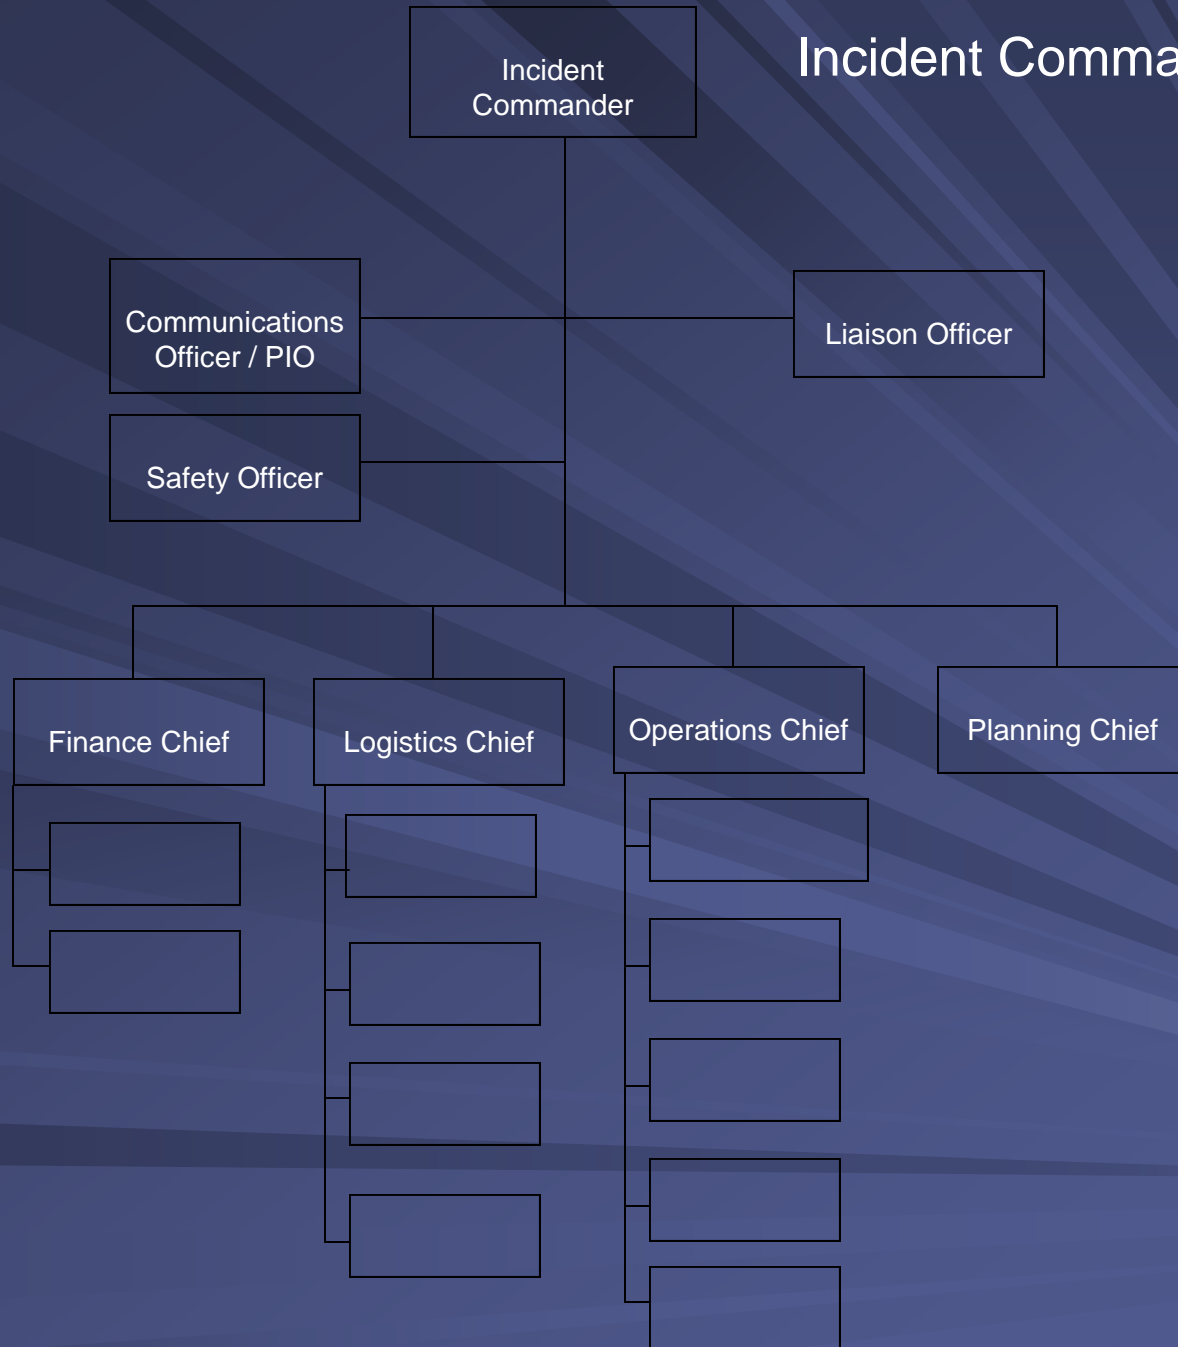 Incident Comma
Incident
Commander
Communications
Officer / PIO
Liaison Officer
Safety Officer
Finance Chief
Logistics Chief
Operations Chief
Planning Chief